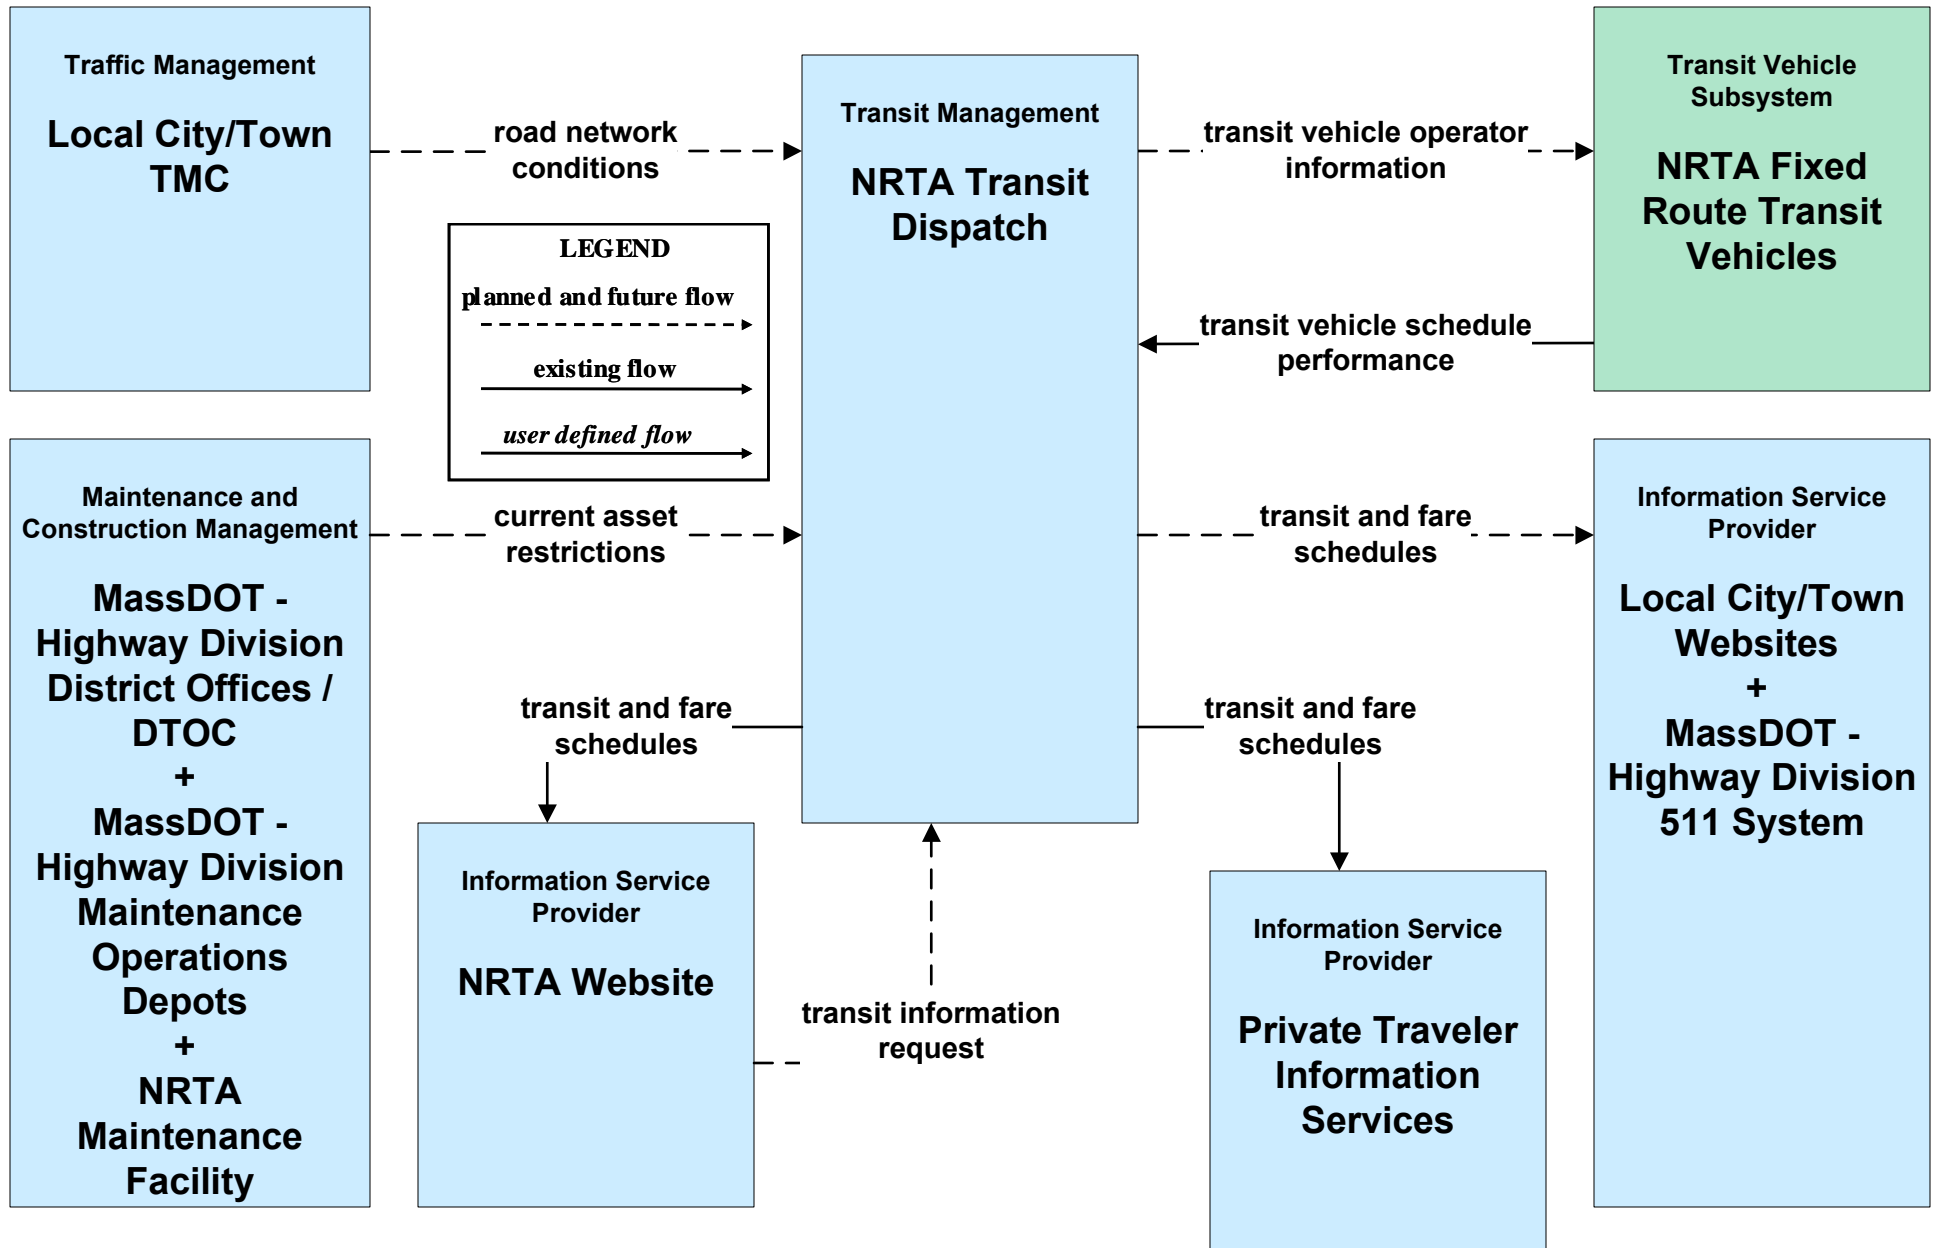 Traffic Management
Local City/Town
TMC
road network
conditions
Transit Management
NRTA Transit
Dispatch
transit vehicle operator
information
Transit Vehicle
Subsystem
NRTA Fixed
Route Transit
Vehicles
LEGEND
planned and future flow
existing flow
user defined flow
transit vehicle schedule
performance
Maintenance and
Construction Management
MassDOT -
Highway Division
District Offices /
DTOC
+
MassDOT -
Highway Division
Maintenance
Operations
Depots
+
NRTA
Maintenance
Facility
current asset
restrictions
transit and fare
schedules
Information Service
Provider
Local City/Town
Websites
+
MassDOT -
Highway Division
511 System
transit and fare
schedules
transit and fare
schedules
Information Service
Provider
NRTA Website
transit information
request
Information Service
Provider
Private Traveler
Information
Services